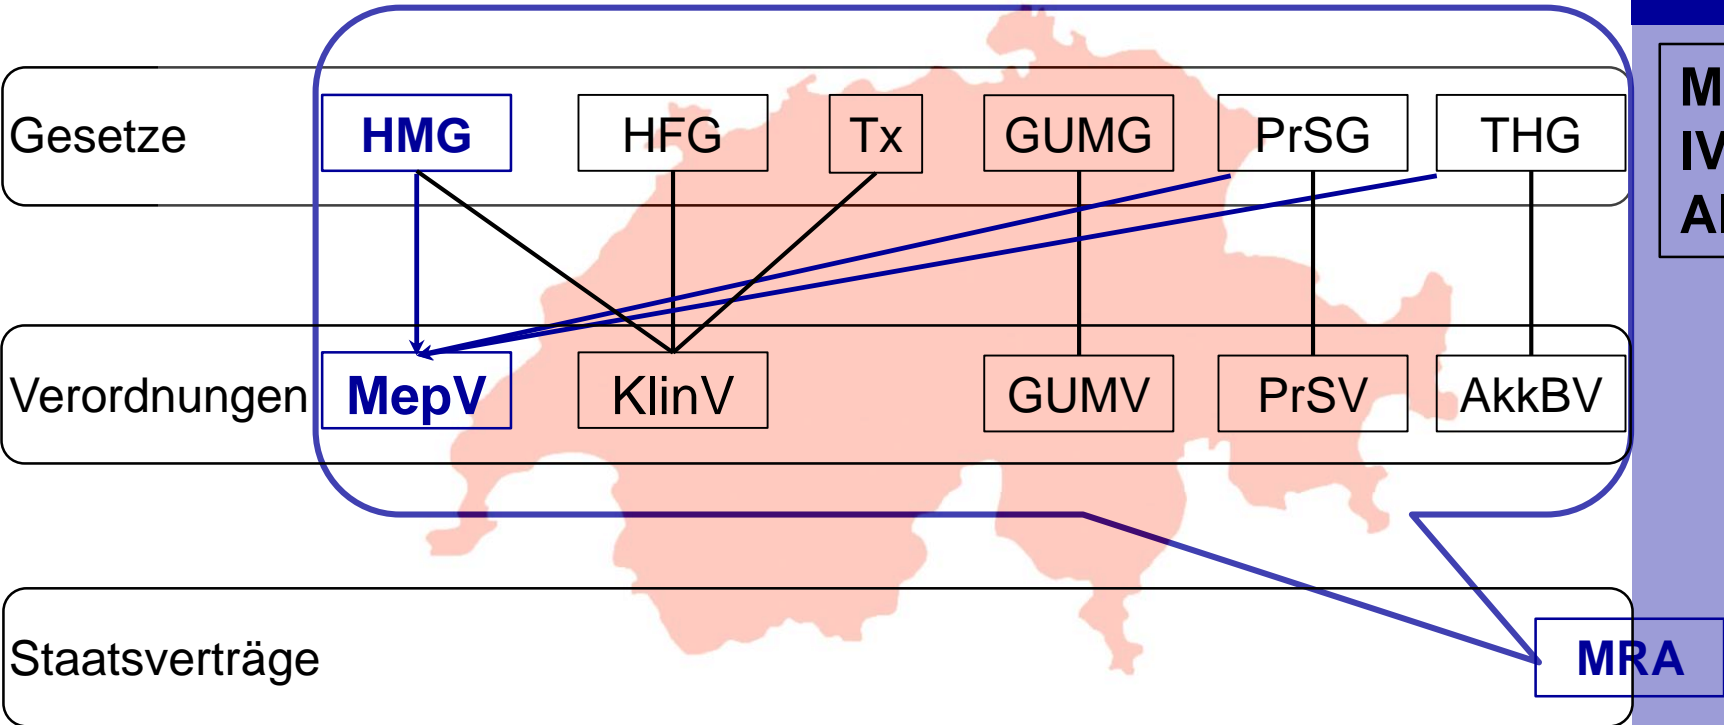 Gesetze HMG HFG Tx GUMG PrSG THG
Verordnungen MepV KlinV GUMV PrSV AkkBV
Staatsverträge MRA